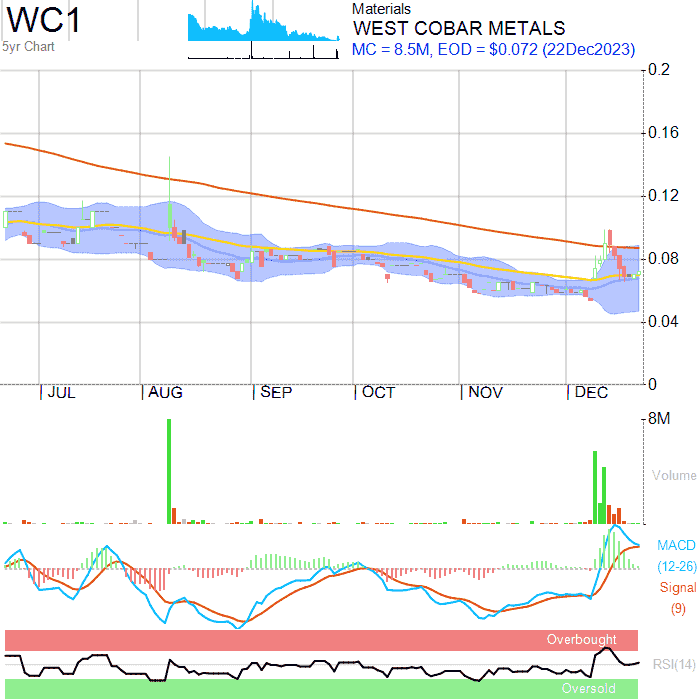 WC1
5yr Chart
Materials
WEST COBAR METALS
MC = 8.5M, EOD = $0.072 (22Dec2023)
0.2
0.16
0.12
0.08
0.04
0
JUL AUG SEP OCT NOV DEC
8M
Volume
0
MACD
(12-26)
Signal
(9)
Overbought
RSI(14)
Oversold